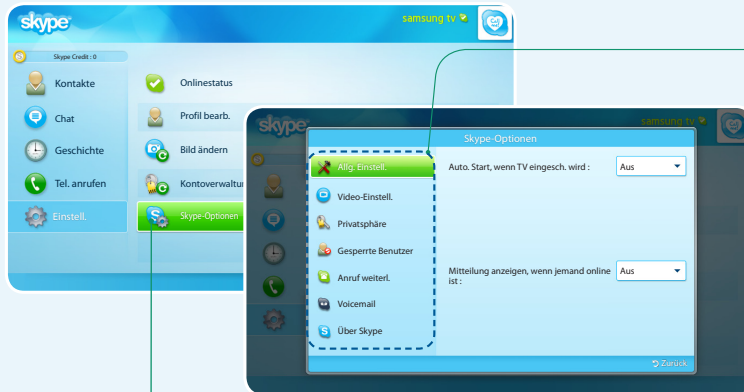 skype
samsung tv
Skype Credit : 0
Kontakte
Chat
Geschichte
Tel. anrufen
Einstell.
Onlinestatus
Profil bearb.
Bild ändern
Kontoverwaltu
Skype-Optionen
skype
samsung tv
Skype-Optionen
Allg. Einstell.
Video-Einstell.
Privatsphäre
Gesperrte Benutzer
Anruf weiterl.
Voicemail
Über Skype
Auto. Start, wenn TV eingesch. wird :
Aus
Mitteilung anzeigen, wenn jemand online
ist :
Aus
Zurück